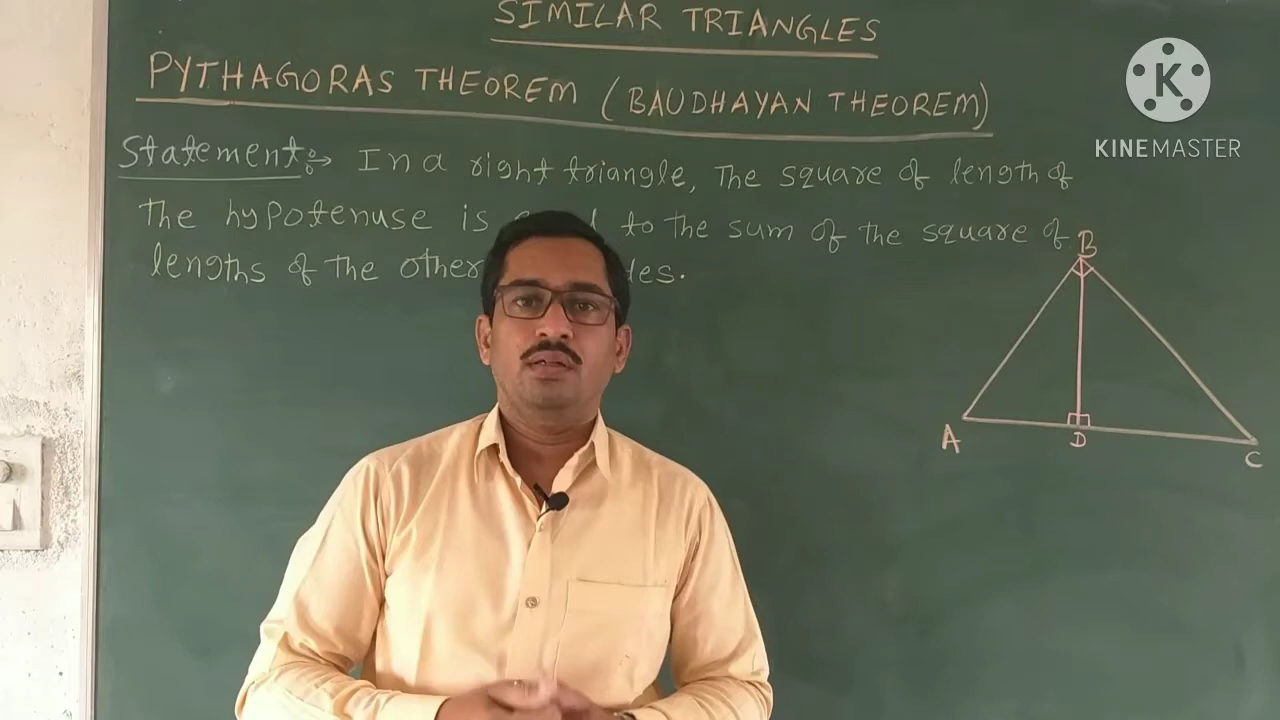 SIMILAR TRIANGLES
PYTHAGORAS THEOREM (BAUDHAYAN THEOREM)
K
KINEMASTER
Statement:→ In a right triangle, The square of length of
The hypotenuse is to the sum of the square of
lengths of the other
B
A
D
C